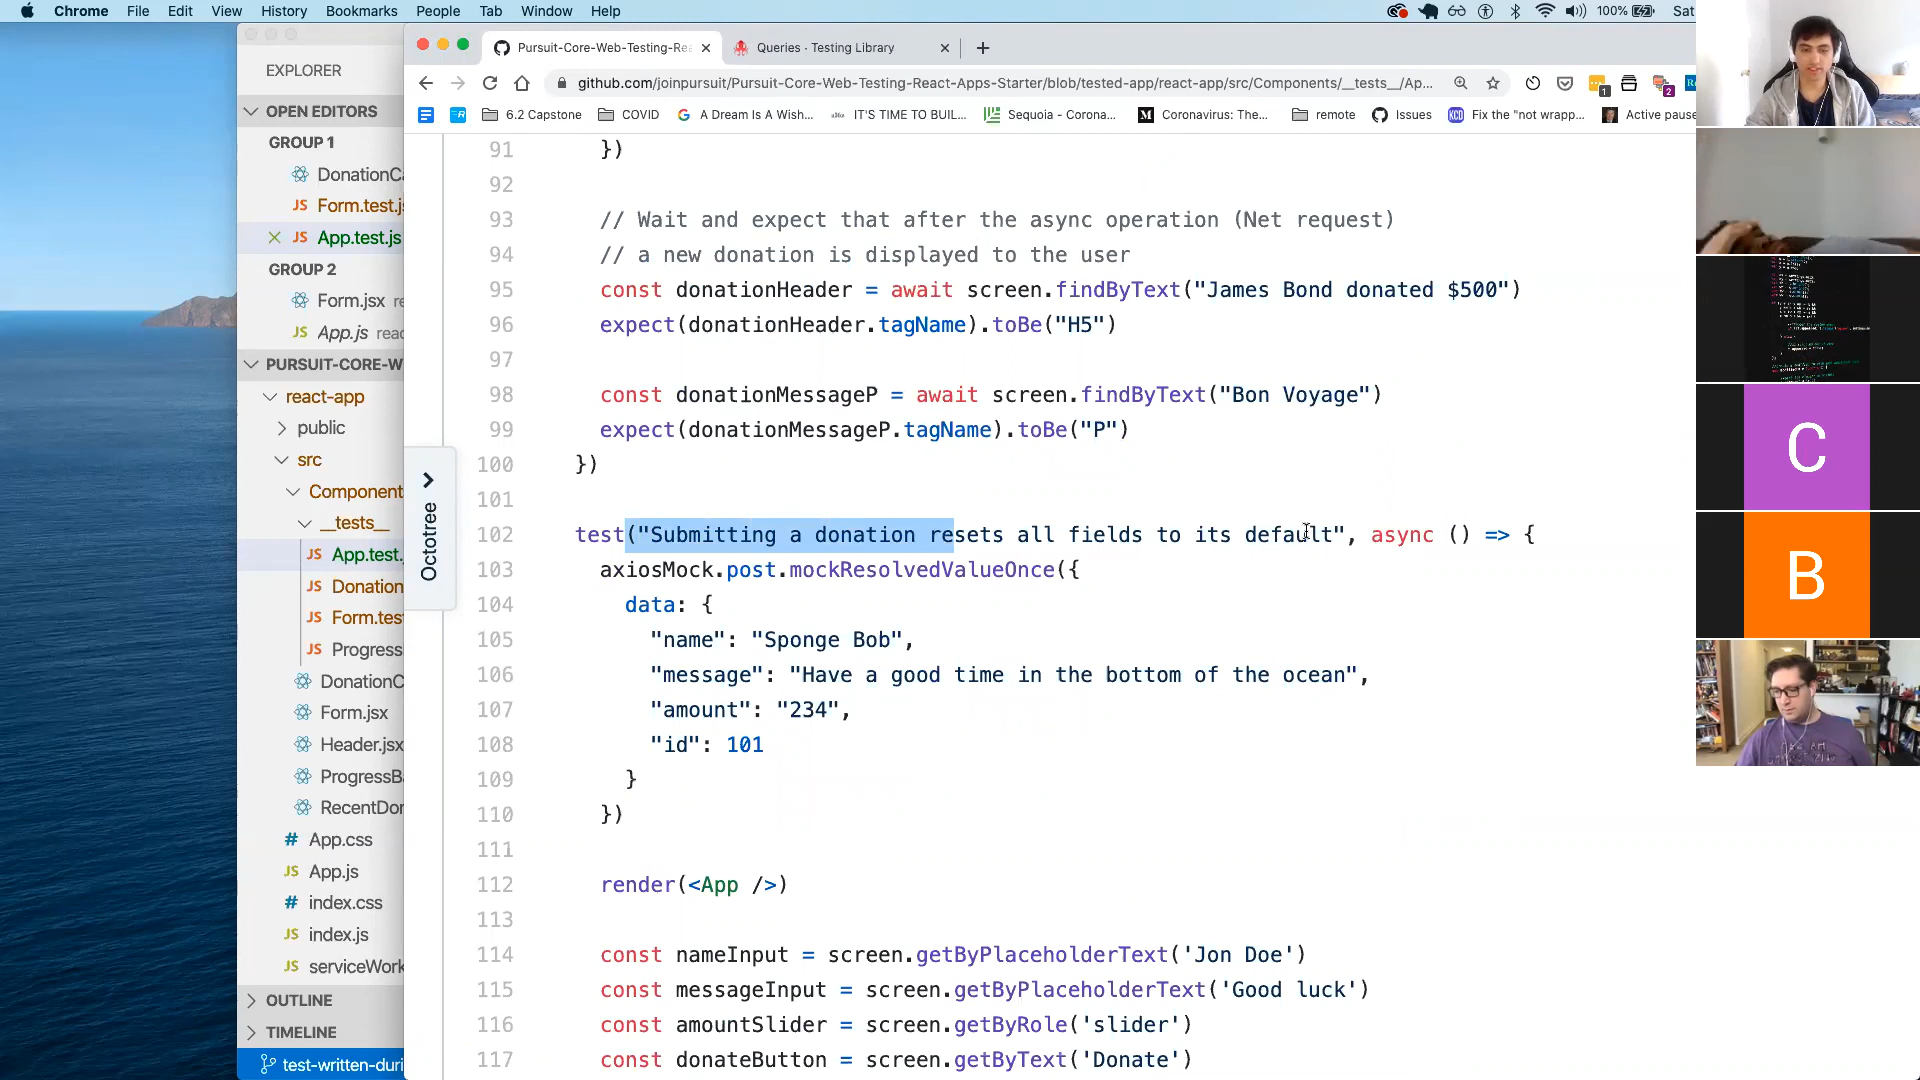 Chrome File Edit View History Bookmarks People Tab Window Help 100% Sat
Pursuit-Core-Web-Testing-Rea
Queries · Testing Library
github.com/joinpursuit/Pursuit-Core-Web-Testing-React-Apps-Starter/blob/tested-app/react-app/src/Components/__tests__/Ap...
6.2 Capstone COVID A Dream Is A Wish... IT'S TIME TO BUIL... Sequoia - Corona... Coronavirus: The... remote Issues Fix the "not wrapp... Active pause
EXPLORER
OPEN EDITORS
GROUP 1
DonationCa
Form.test.j
App.test.js
GROUP 2
Form.jsx re
App.js reac
PURSUIT-CORE-W
react-app
public
src
Component
__tests__
App.test.
Donation
Form.tes
Progress
DonationC
Form.jsx
Header.jsx
ProgressBa
RecentDor
App.css
App.js
index.css
index.js
serviceWork
OUTLINE
TIMELINE
test-written-duri
Octotree
91 })
92
93 // Wait and expect that after the async operation (Net request)
94 // a new donation is displayed to the user
95 const donationHeader = await screen.findByText("James Bond donated $500")
96 expect(donationHeader.tagName).toBe("H5")
97
98 const donationMessageP = await screen.findByText("Bon Voyage")
99 expect(donationMessageP.tagName).toBe("P")
100 })
101
102 test("Submitting a donation resets all fields to its default", async () => {
103 axiosMock.post.mockResolvedValueOnce({
104 data: {
105 "name": "Sponge Bob",
106 "message": "Have a good time in the bottom of the ocean",
107 "amount": "234",
108 "id": 101
109 }
110 })
111
112 render(<App />)
113
114 const nameInput = screen.getByPlaceholderText('Jon Doe')
115 const messageInput = screen.getByPlaceholderText('Good luck')
116 const amountSlider = screen.getByRole('slider')
117 const donateButton = screen.getByText('Donate')
C
B